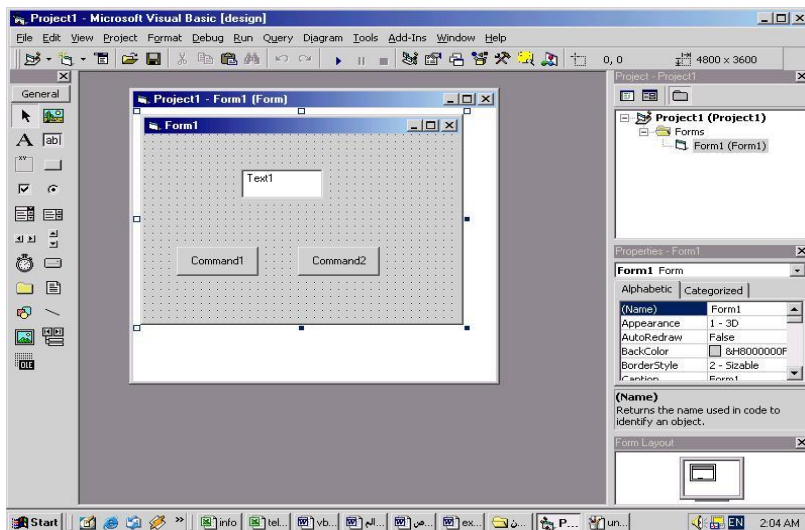 Project1 - Microsoft Visual Basic [design]
File Edit View Project Format Debug Run Query Diagram Tools Add-Ins Window Help
0, 0 4800 x 3600
General
Project1 - Form1 (Form)
Form1
Text1
Command1 Command2
Project - Project1
Project1 (Project1)
Forms
Form1 (Form1)
Properties - Form1
Form1 Form
Alphabetic Categorized
(Name) Form1
Appearance 1 - 3D
AutoRedraw False
BackColor &H8000000F
BorderStyle 2 - Sizable
Caption Form1
(Name)
Returns the name used in code to
identify an object.
Form Layout
A ab
OLE
Start info tel... vb... ex... P... un... EN 2:04 AM